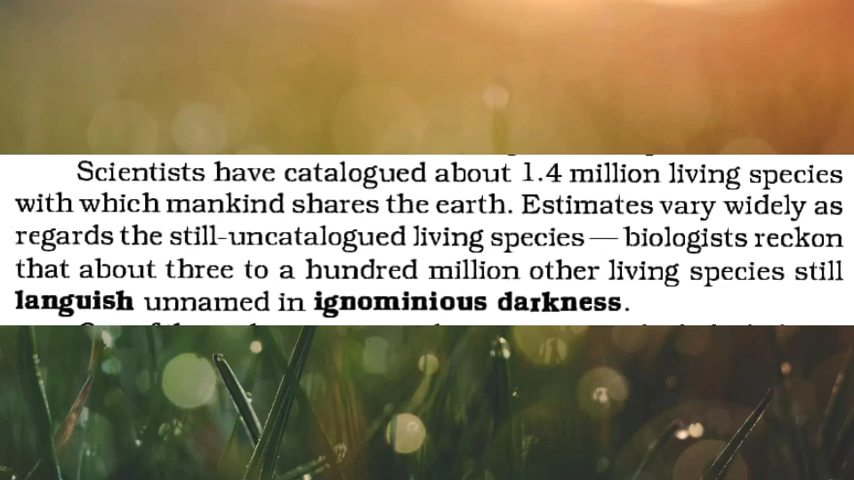 Scientists have catalogued about 1.4 million living species
with which mankind shares the earth. Estimates vary widely as
regards the still-uncatalogued living species — biologists reckon
that about three to a hundred million other living species still
languish unnamed in ignominious darkness.